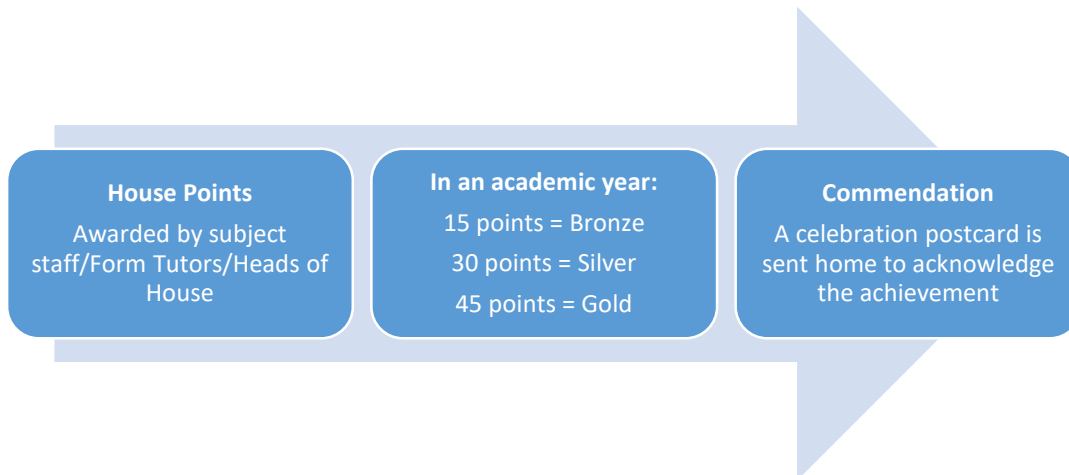 House Points
Awarded by subject
staff/Form Tutors/Heads of
House
In an academic year:
15 points = Bronze
30 points = Silver
45 points = Gold
Commendation
A celebration postcard is
sent home to acknowledge
the achievement